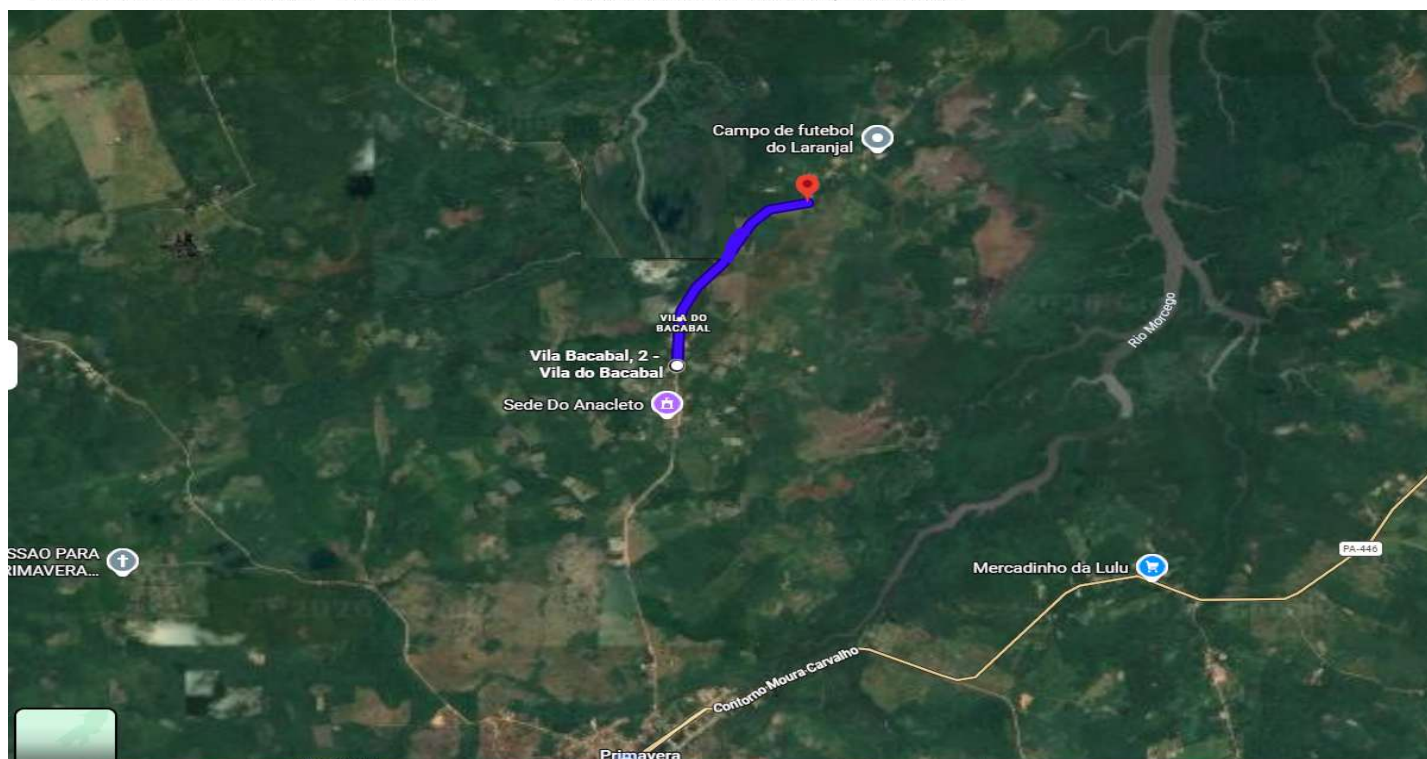 Campo de futebol
do Laranjal
VILA DO
BACABAL
Vila Bacabal, 2 -
Vila do Bacabal
Sede Do Anacleto
Rio Morcego
SSAO PARA
RIMAVERA...
PA-446
Mercadinho da Lulu
Contorno Moura Carvalho
Primavera